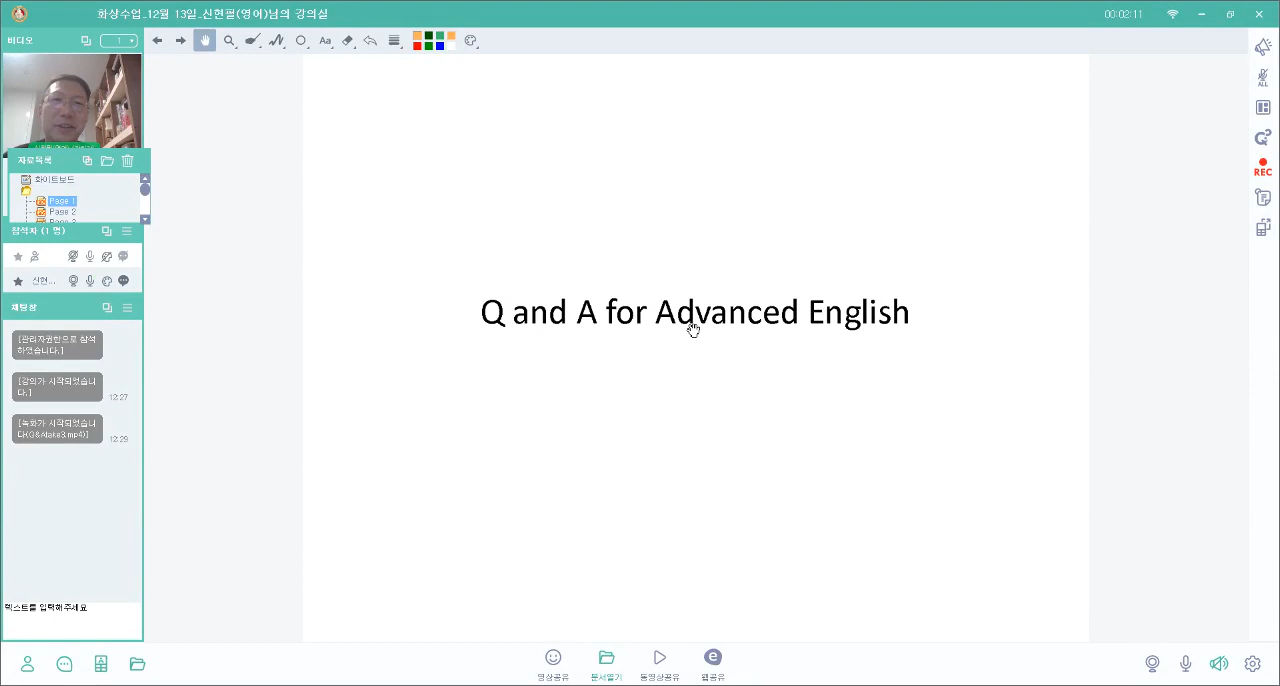 화상수업_12월 13일_신현필(영어)님의 강의실
00:02:11
비디오
1
Aa
ALL
자료목록
화이트보드
Page 1
Page 2
REC
참석자 (1 명)
신현...
채팅창
[관리자권한으로 참석
하였습니다.]
[강의가 시작되었습니
다.]
12:27
[녹화가 시작되었습니
다(Q&Atake3.mp4)]
12:29
Q and A for Advanced English
텍스트를 입력해주세요
영상공유
문서열기
동영상공유
웹공유